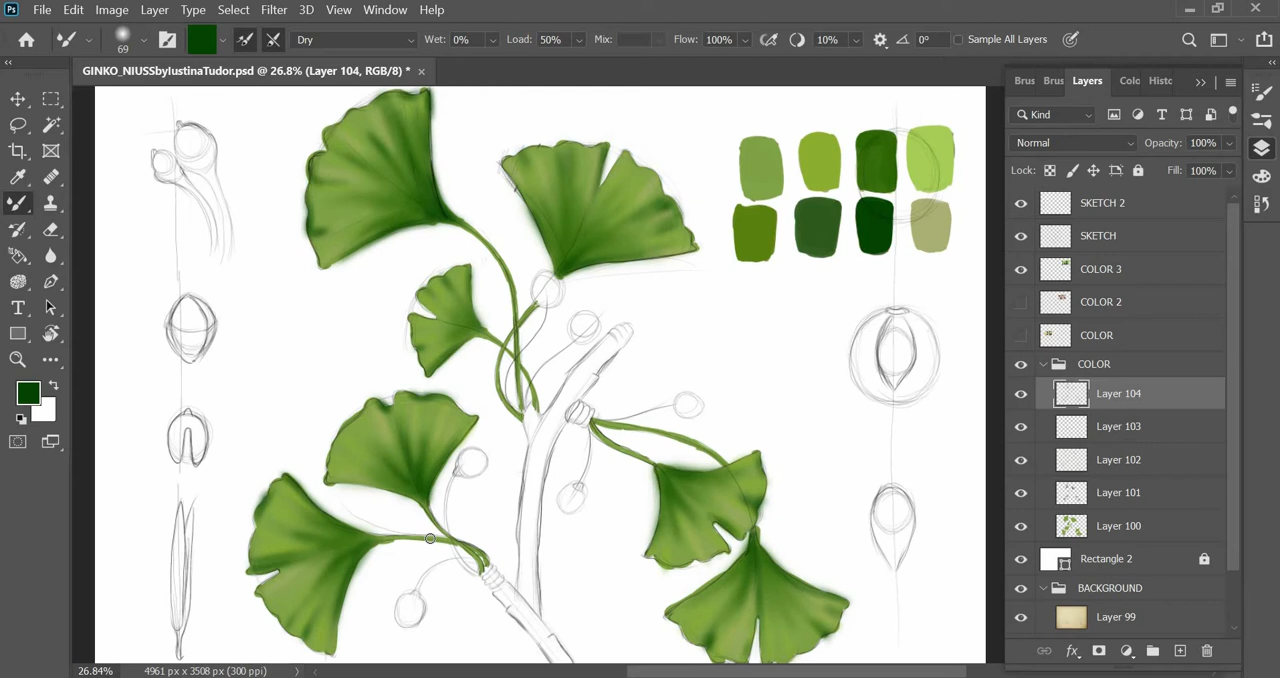 Ps File Edit Image Layer Type Select Filter 3D View Window Help
69 Dry Wet: 0% Load: 50% Mix: Flow: 100% 10% 0° Sample All Layers
GINKO_NIUSSbyIustinaTudor.psd @ 26.8% (Layer 104, RGB/8) *
Brus Brus Layers Colc Histc
Kind
Normal Opacity: 100%
Lock: Fill: 100%
SKETCH 2
SKETCH
COLOR 3
COLOR 2
COLOR
COLOR
Layer 104
Layer 103
Layer 102
Layer 101
Layer 100
Rectangle 2
BACKGROUND
Layer 99
26.84% 4961 px x 3508 px (300 ppi)